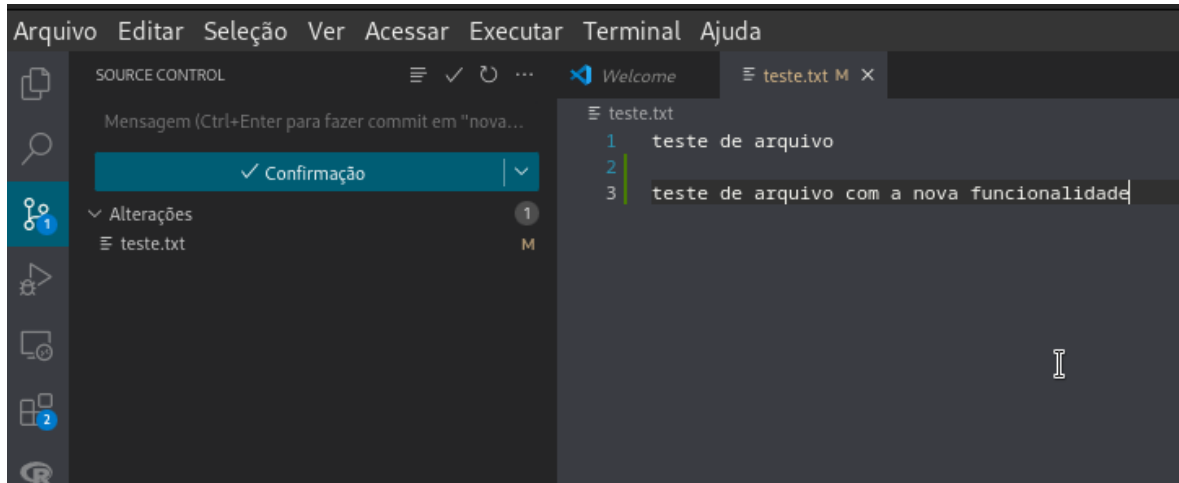 Arquivo Editar Seleção Ver Acessar Executar Terminal Ajuda
SOURCE CONTROL
Welcome
teste.txt M
Mensagem (Ctrl+Enter para fazer commit em "nova...
teste.txt
1 teste de arquivo
2
3 teste de arquivo com a nova funcionalidade
Confirmação
Alterações 1
teste.txt M
1
2
R